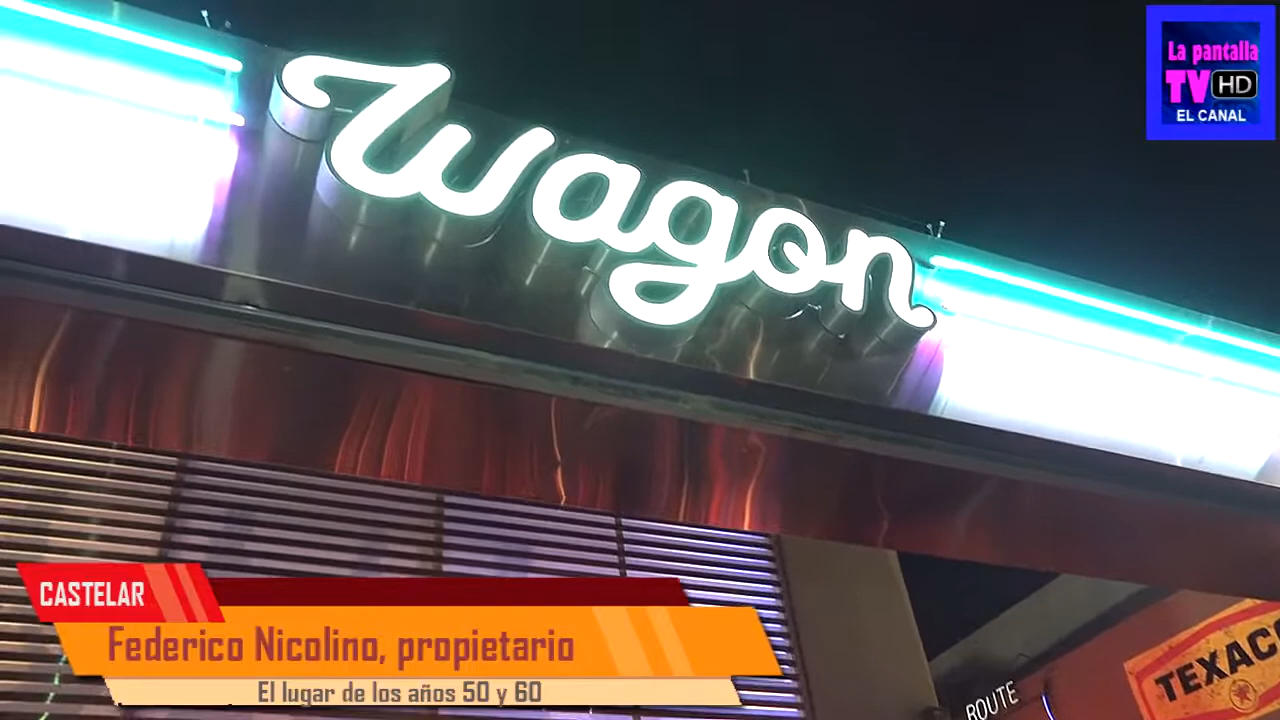 La pantalla
TV HD
EL CANAL
Wagon
CASTELAR
Federico Nicolino, propietario
El lugar de los años 50 y 60
ROUTE
TEXAC